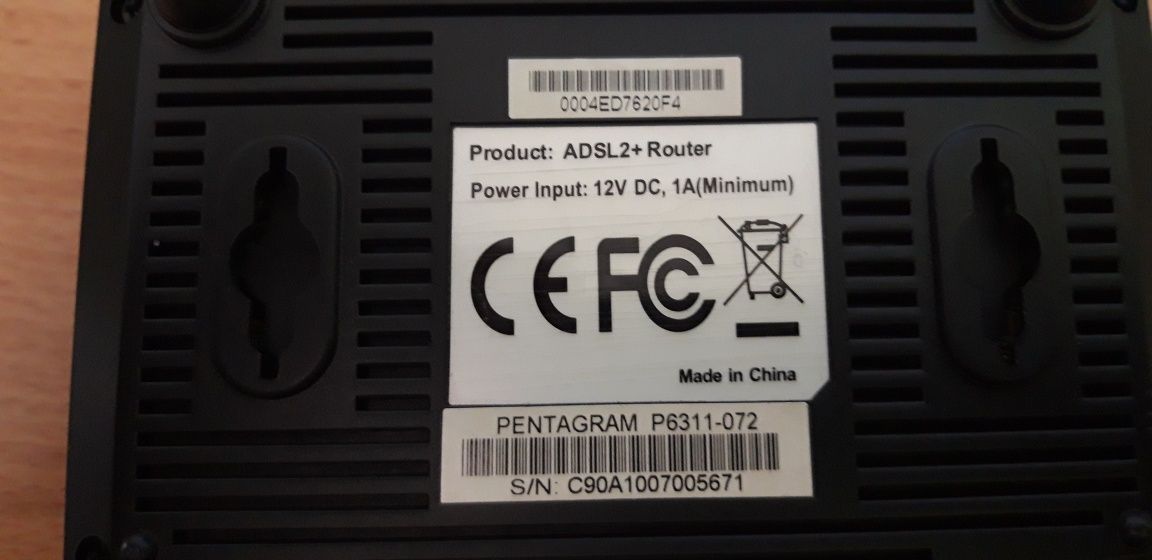 0004ED7620F4
Product: ADSL2+ Router
Power Input: 12V DC, 1A(Minimum)
CE FC
Made in China
PENTAGRAM P6311-072
S/N: C90A1007005671